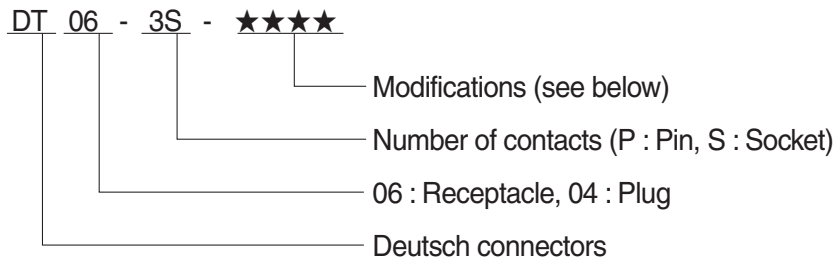 DT 06 - 3S - ★★★★
Modifications (see below)
Number of contacts (P : Pin, S : Socket)
06 : Receptacle, 04 : Plug
Deutsch connectors